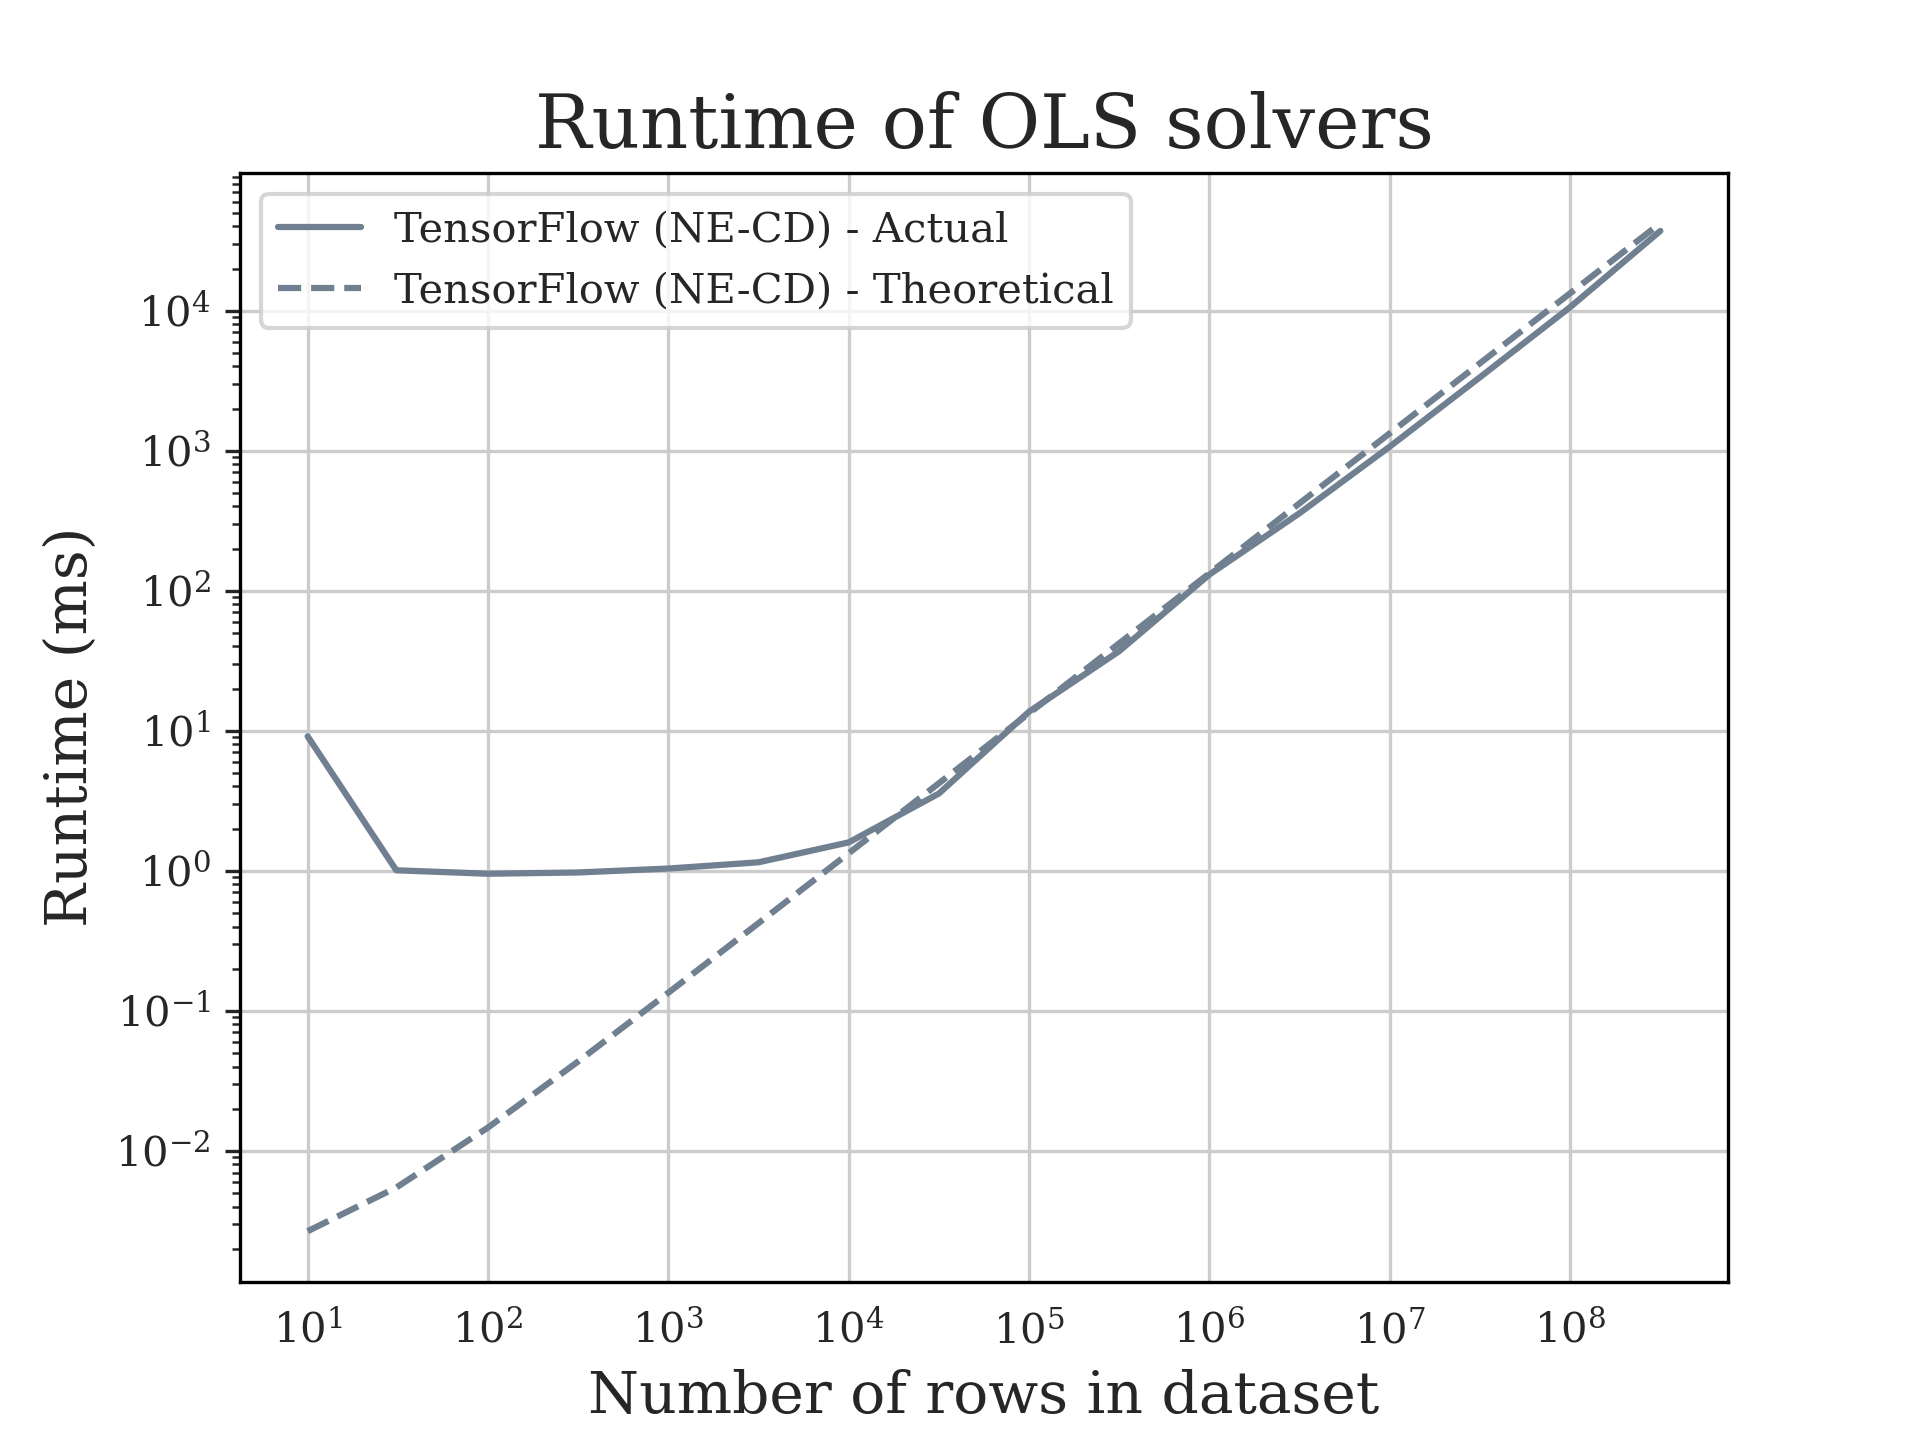 Runtime of OLS solvers
TensorFlow (NE-CD) - Actual
TensorFlow (NE-CD) - Theoretical
Runtime (ms)
10⁴
10³
10²
10¹
10⁰
10⁻¹
10⁻²
10¹ 10² 10³ 10⁴ 10⁵ 10⁶ 10⁷ 10⁸
Number of rows in dataset